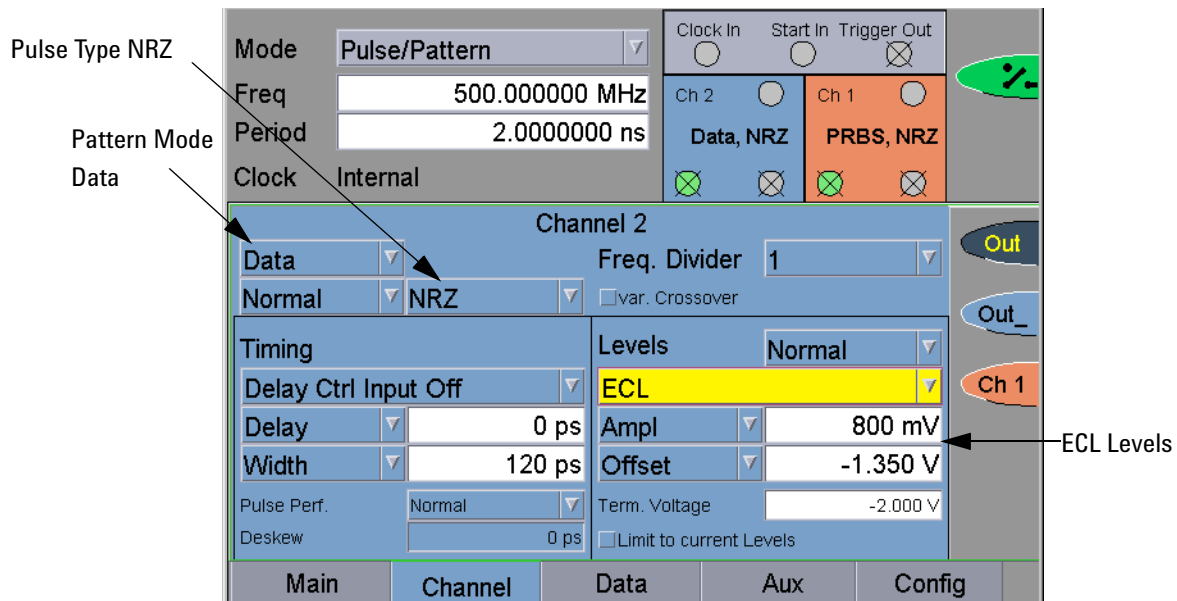 Pulse Type NRZ
Pattern Mode
Data
Mode Pulse/Pattern
Freq 500.000000 MHz
Period 2.0000000 ns
Clock Internal
Clock In Start In Trigger Out
Ch 2 Ch 1
Data, NRZ PRBS, NRZ
Channel 2
Data Freq. Divider 1
Normal NRZ var. Crossover
Timing Levels Normal
Delay Ctrl Input Off ECL
Delay 0 ps Ampl 800 mV
Width 120 ps Offset -1.350 V
Pulse Perf. Normal Term. Voltage -2.000 V
Deskew 0 ps Limit to current Levels
Out
Out_
Ch 1
ECL Levels
Main Channel Data Aux Config